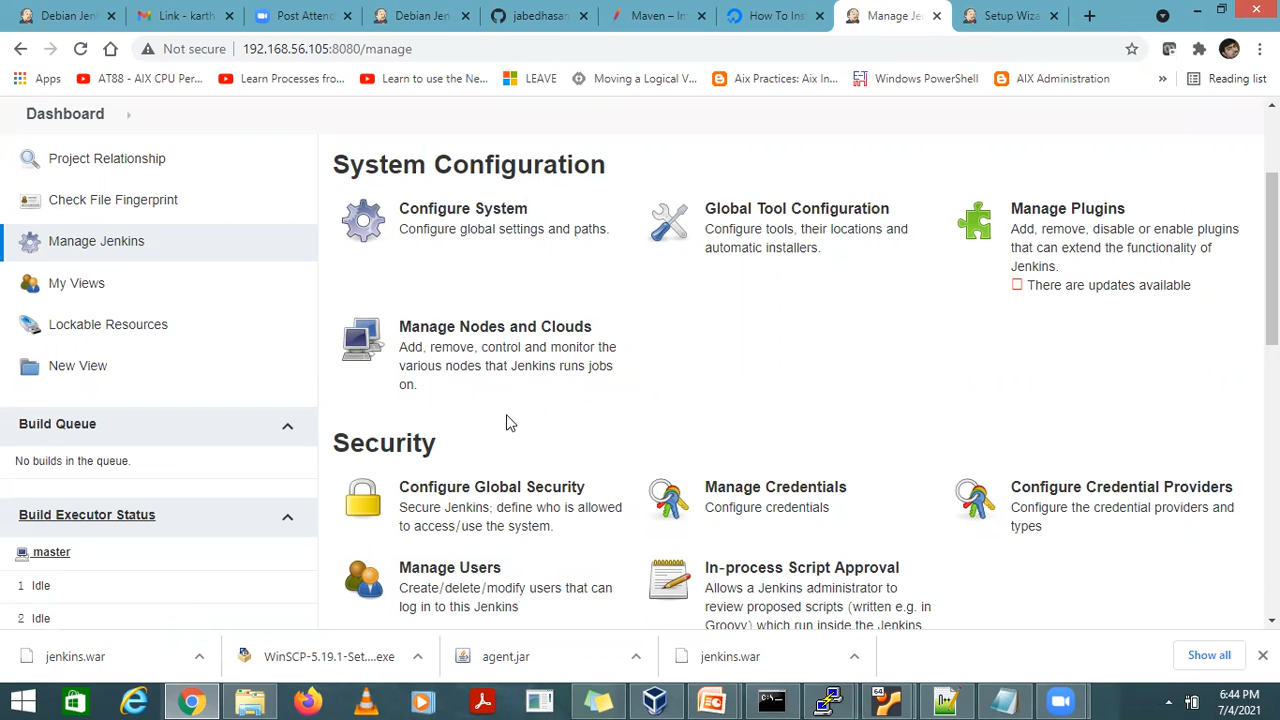 Debian Jenk
Link - karth
Post Attend
Debian Jen
jabedhasan
Maven – In
How To Ins
Manage Je
Setup Wiza
Not secure
192.168.56.105:8080/manage
Apps
AT88 - AIX CPU Per...
Learn Processes fro...
Learn to use the Ne...
LEAVE
Moving a Logical V...
Aix Practices: Aix In...
Windows PowerShell
AIX Administration
»
Reading list
Dashboard
Project Relationship
Check File Fingerprint
Manage Jenkins
My Views
Lockable Resources
New View
Build Queue
No builds in the queue.
Build Executor Status
master
1 Idle
2 Idle
System Configuration
Configure System
Configure global settings and paths.
Global Tool Configuration
Configure tools, their locations and
automatic installers.
Manage Plugins
Add, remove, disable or enable plugins
that can extend the functionality of
Jenkins.
There are updates available
Manage Nodes and Clouds
Add, remove, control and monitor the
various nodes that Jenkins runs jobs
on.
Security
Configure Global Security
Secure Jenkins; define who is allowed
to access/use the system.
Manage Credentials
Configure credentials
Configure Credential Providers
Configure the credential providers and
types
Manage Users
Create/delete/modify users that can
log in to this Jenkins
In-process Script Approval
Allows a Jenkins administrator to
review proposed scripts (written e.g. in
Groovy) which run inside the Jenkins
jenkins.war
WinSCP-5.19.1-Set....exe
agent.jar
jenkins.war
Show all
64
6:44 PM
7/4/2021